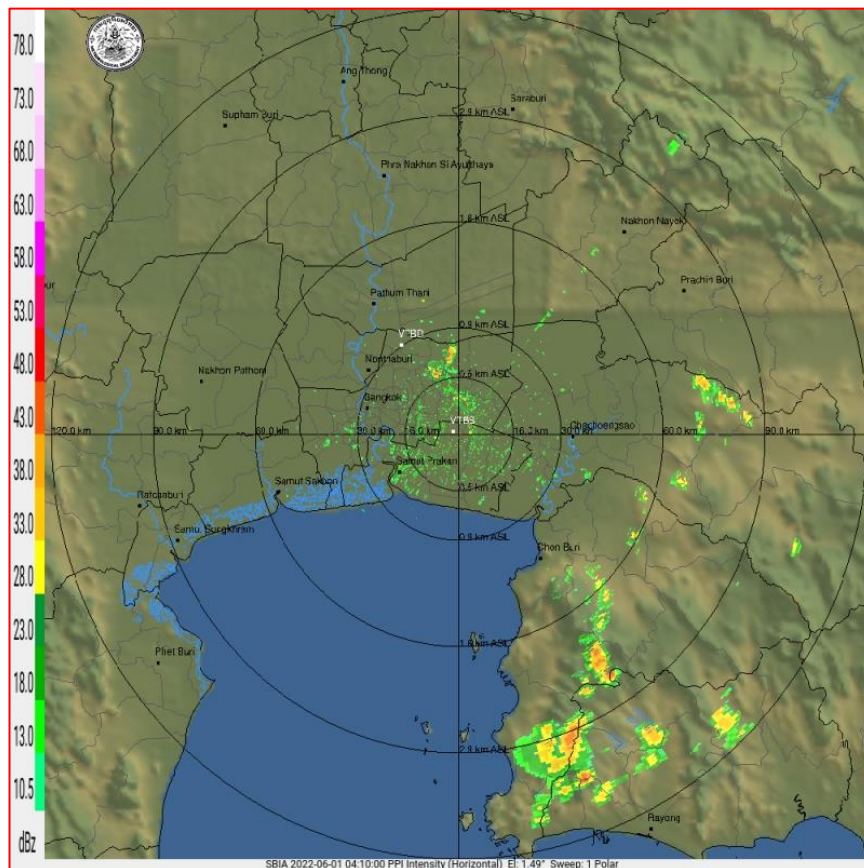 78.0
73.0
68.0
63.0
58.0
53.0
48.0
43.0
38.0
33.0
28.0
23.0
18.0
13.0
10.5
dBz
Ang Thong
Saraburi
2.4 km ASL
Supham Buri
Phra Nakhon Si Ayutthaya
1.6 km ASL
Nakhon Nayok
Prachin Buri
Pathum Thani
0.9 km ASL
VTBD
Nonthaburi
Nakhon Pathom
0.5 km ASL
Bangkok
VTBS
120.0 km
90.0 km
60.0 km
30.0 km
16.0 km
16.2 km
30.0 km
Chachoengsao
60.0 km
90.0 km
Samut Prakan
0.5 km ASL
Samut Sakhon
Ratchaburi
0.9 km ASL
Samut Songkhram
Chon Buri
1.6 km ASL
Phet Buri
2.4 km ASL
Rayong
SBIA 2022-06-01 04:10:00 PPI Intensity (Horizontal) El: 1.49° Sweep: 1 Polar